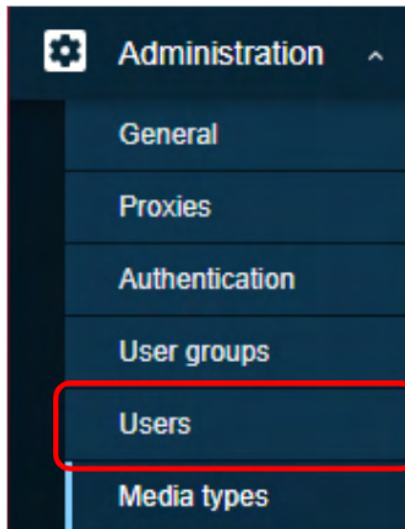 Administration
General
Proxies
Authentication
User groups
Users
Media types